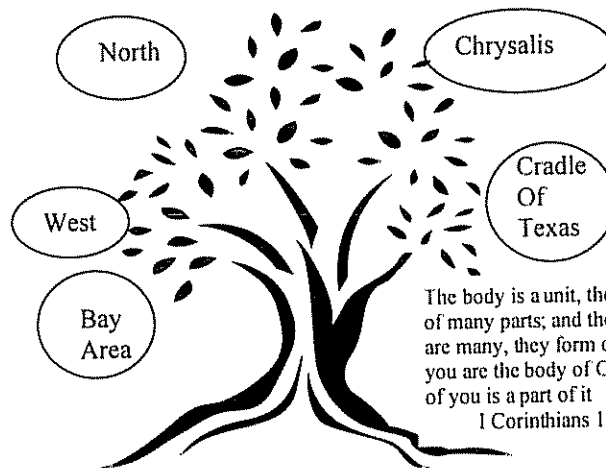 North
Chrysalis
West
Cradle
Of
Texas
Bay
Area
The body is a unit, the
of many parts; and the
are many, they form
you are the body of
of you is a part of it
I Corinthians 1